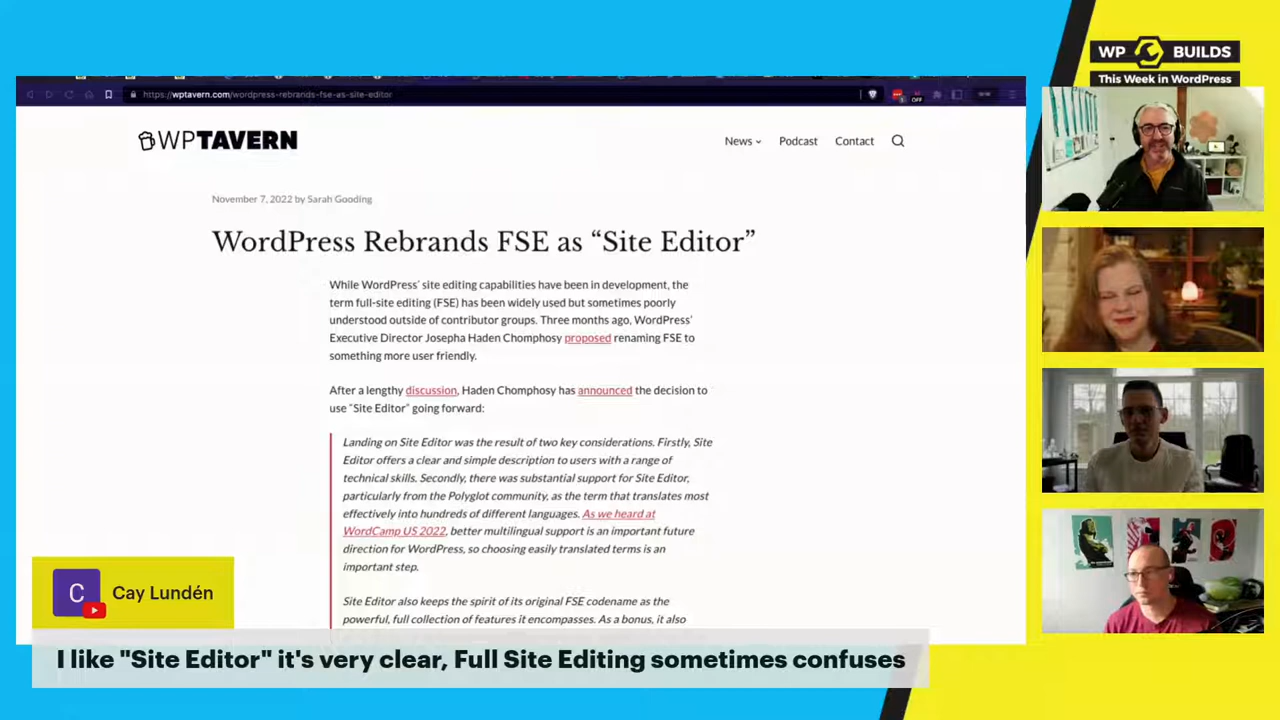 WP BUILDS
This Week in WordPress
https://wptavern.com/wordpress-rebrands-fse-as-site-editor
OFF
WPTAVERN
News
Podcast
Contact
November 7, 2022 by Sarah Gooding
WordPress Rebrands FSE as “Site Editor”
While WordPress’ site editing capabilities have been in development, the
term full-site editing (FSE) has been widely used but sometimes poorly
understood outside of contributor groups. Three months ago, WordPress’
Executive Director Josepha Haden Chomphosy proposed renaming FSE to
something more user friendly.
After a lengthy discussion, Haden Chomphosy has announced the decision to
use “Site Editor” going forward:
Landing on Site Editor was the result of two key considerations. Firstly, Site
Editor offers a clear and simple description to users with a range of
technical skills. Secondly, there was substantial support for Site Editor,
particularly from the Polyglot community, as the term that translates most
effectively into hundreds of different languages. As we heard at
WordCamp US 2022, better multilingual support is an important future
direction for WordPress, so choosing easily translated terms is an
important step.
Site Editor also keeps the spirit of its original FSE codename as the
powerful, full collection of features it encompasses. As a bonus, it also
C
Cay Lundén
I like "Site Editor" it's very clear, Full Site Editing sometimes confuses